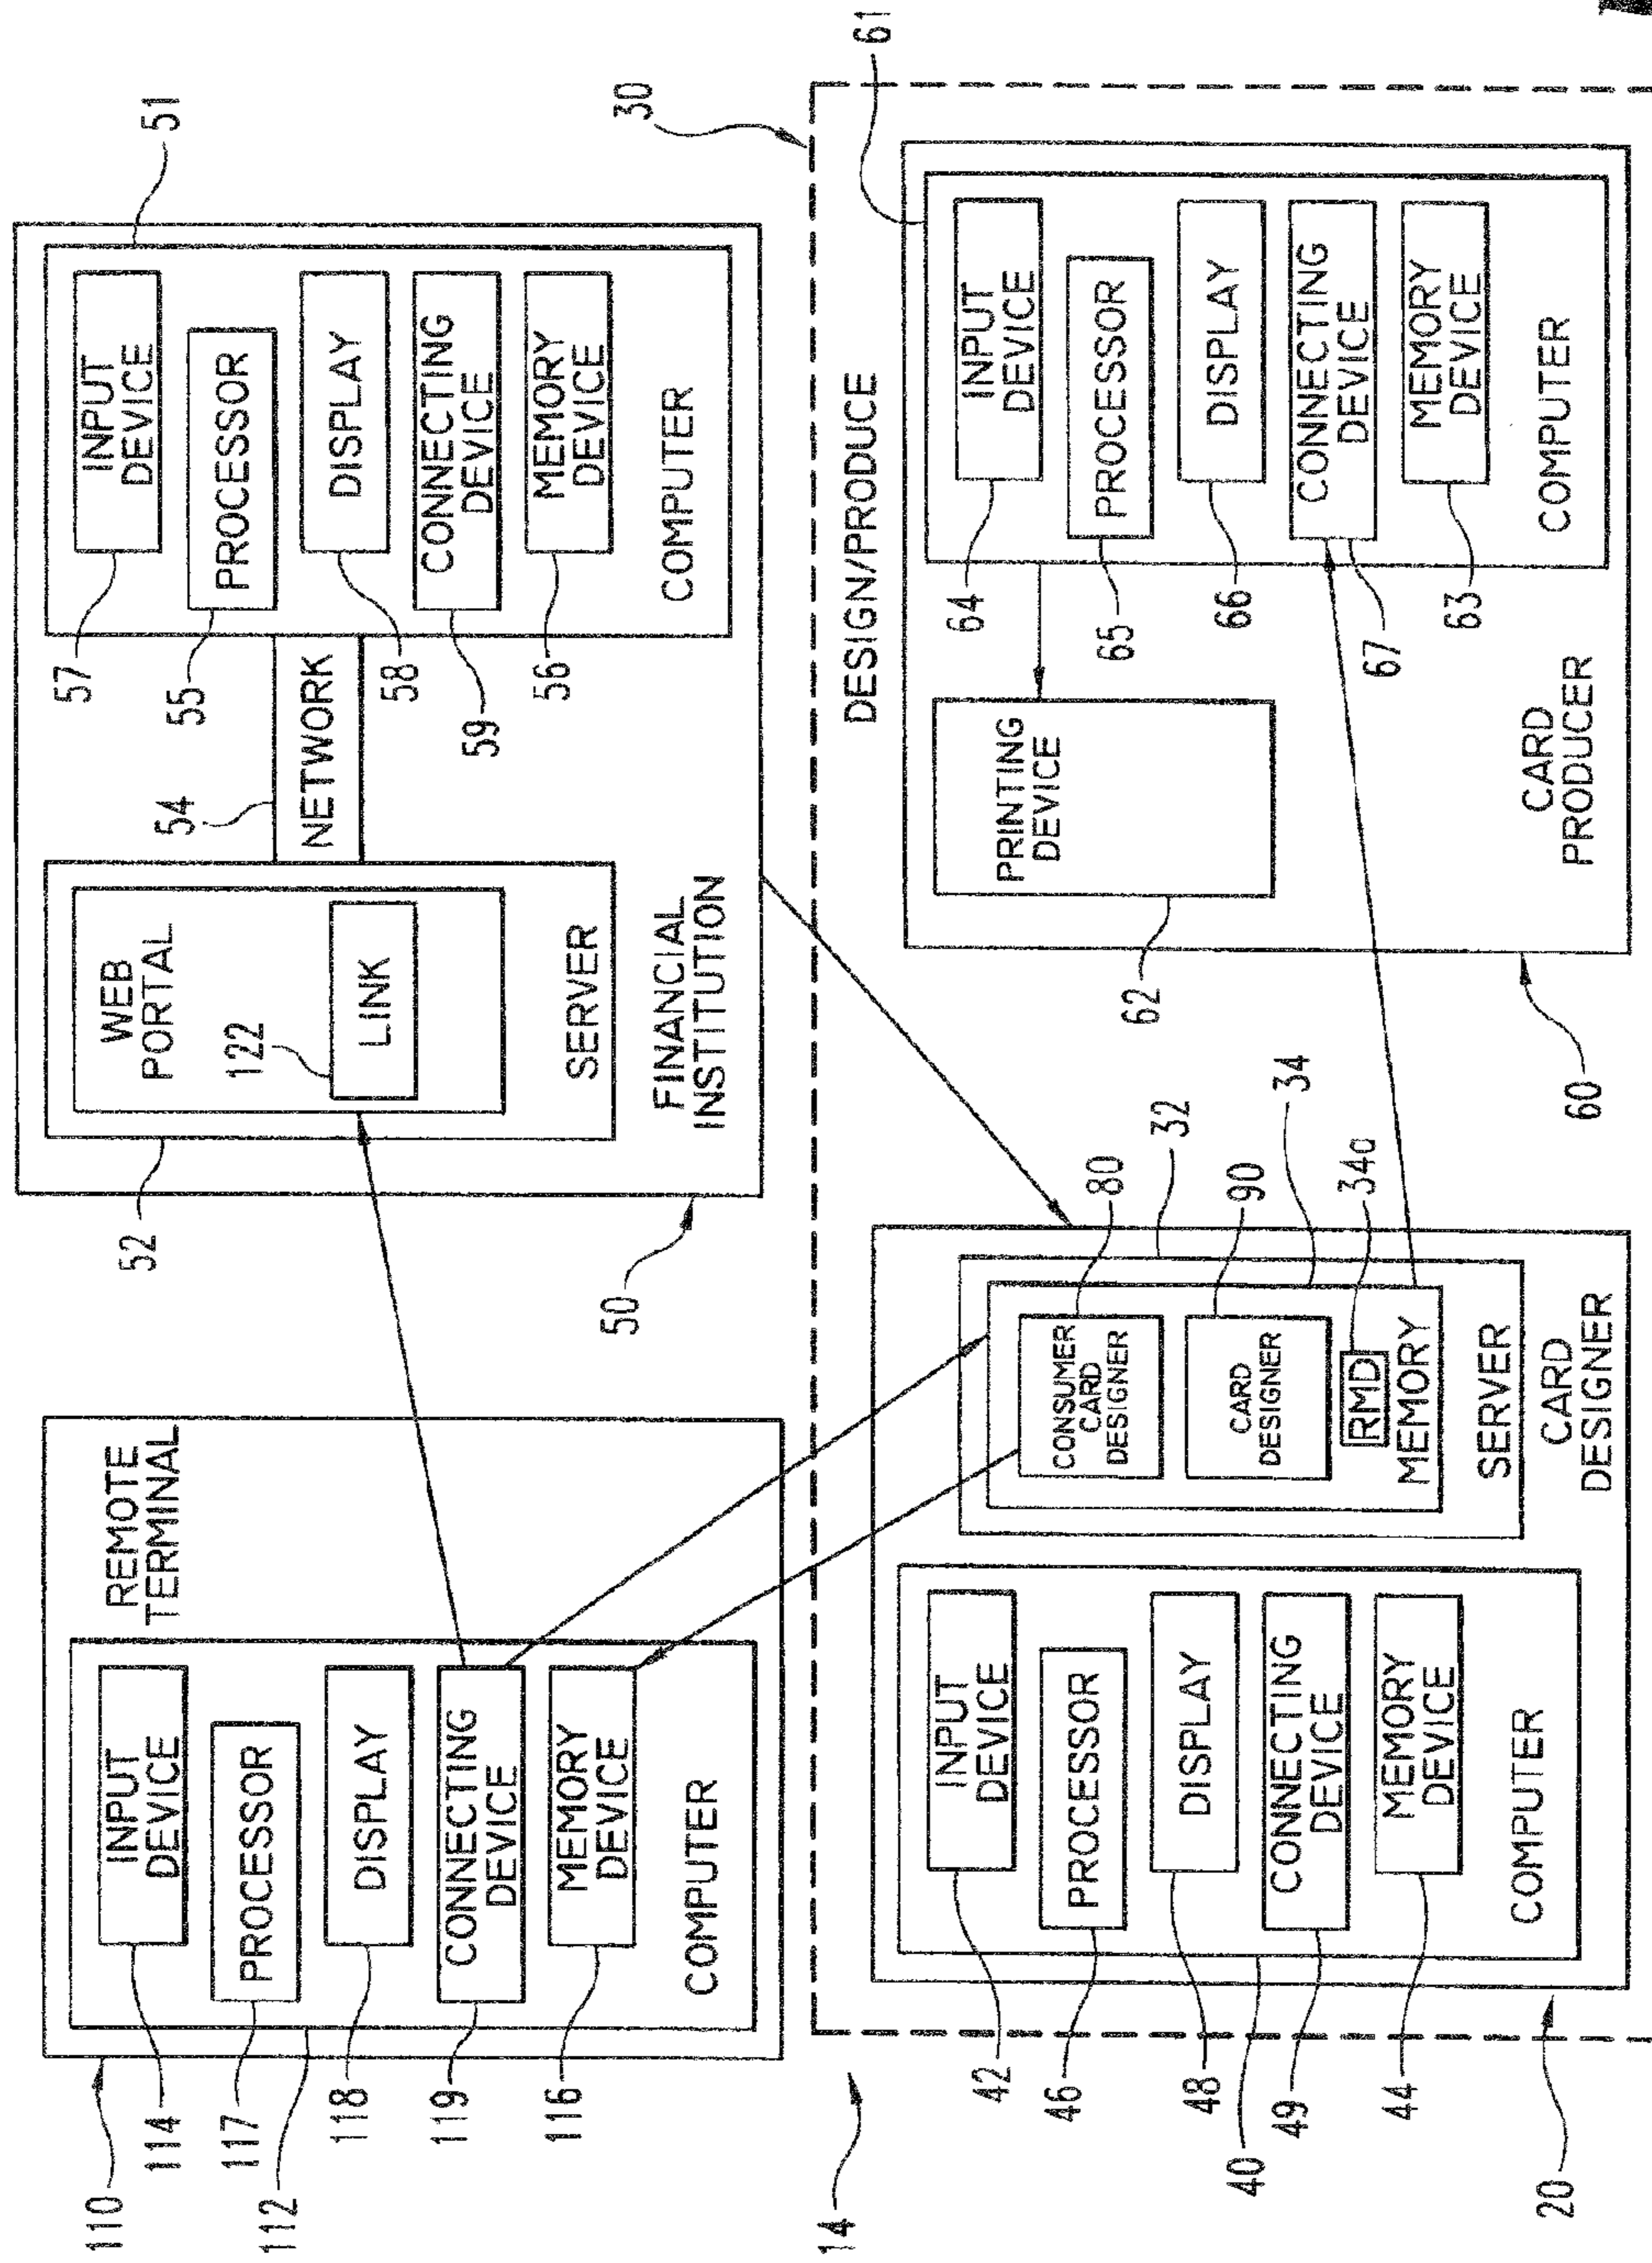 110
114
117
112
118
119
116
REMOTE
TERMINAL
INPUT
DEVICE
PROCESSOR
DISPLAY
CONNECTING
DEVICE
MEMORY
DEVICE
COMPUTER
52
50
WEB
PORTAL
122
LINK
SERVER
FINANCIAL
INSTITUTION
54
NETWORK
57
55
58
59
56
51
INPUT
DEVICE
PROCESSOR
DISPLAY
CONNECTING
DEVICE
MEMORY
DEVICE
COMPUTER
14
30
DESIGN/PRODUCE
42
46
48
40
49
44
20
INPUT
DEVICE
PROCESSOR
DISPLAY
CONNECTING
DEVICE
MEMORY
DEVICE
COMPUTER
CONSUMER
CARD
DESIGNER
CARD
DESIGNER
RMD
MEMORY
SERVER
CARD
DESIGNER
80
32
90
34
34a
62
60
PRINTING
DEVICE
CARD
PRODUCER
64
65
66
67
63
61
INPUT
DEVICE
PROCESSOR
DISPLAY
CONNECTING
DEVICE
MEMORY
DEVICE
COMPUTER